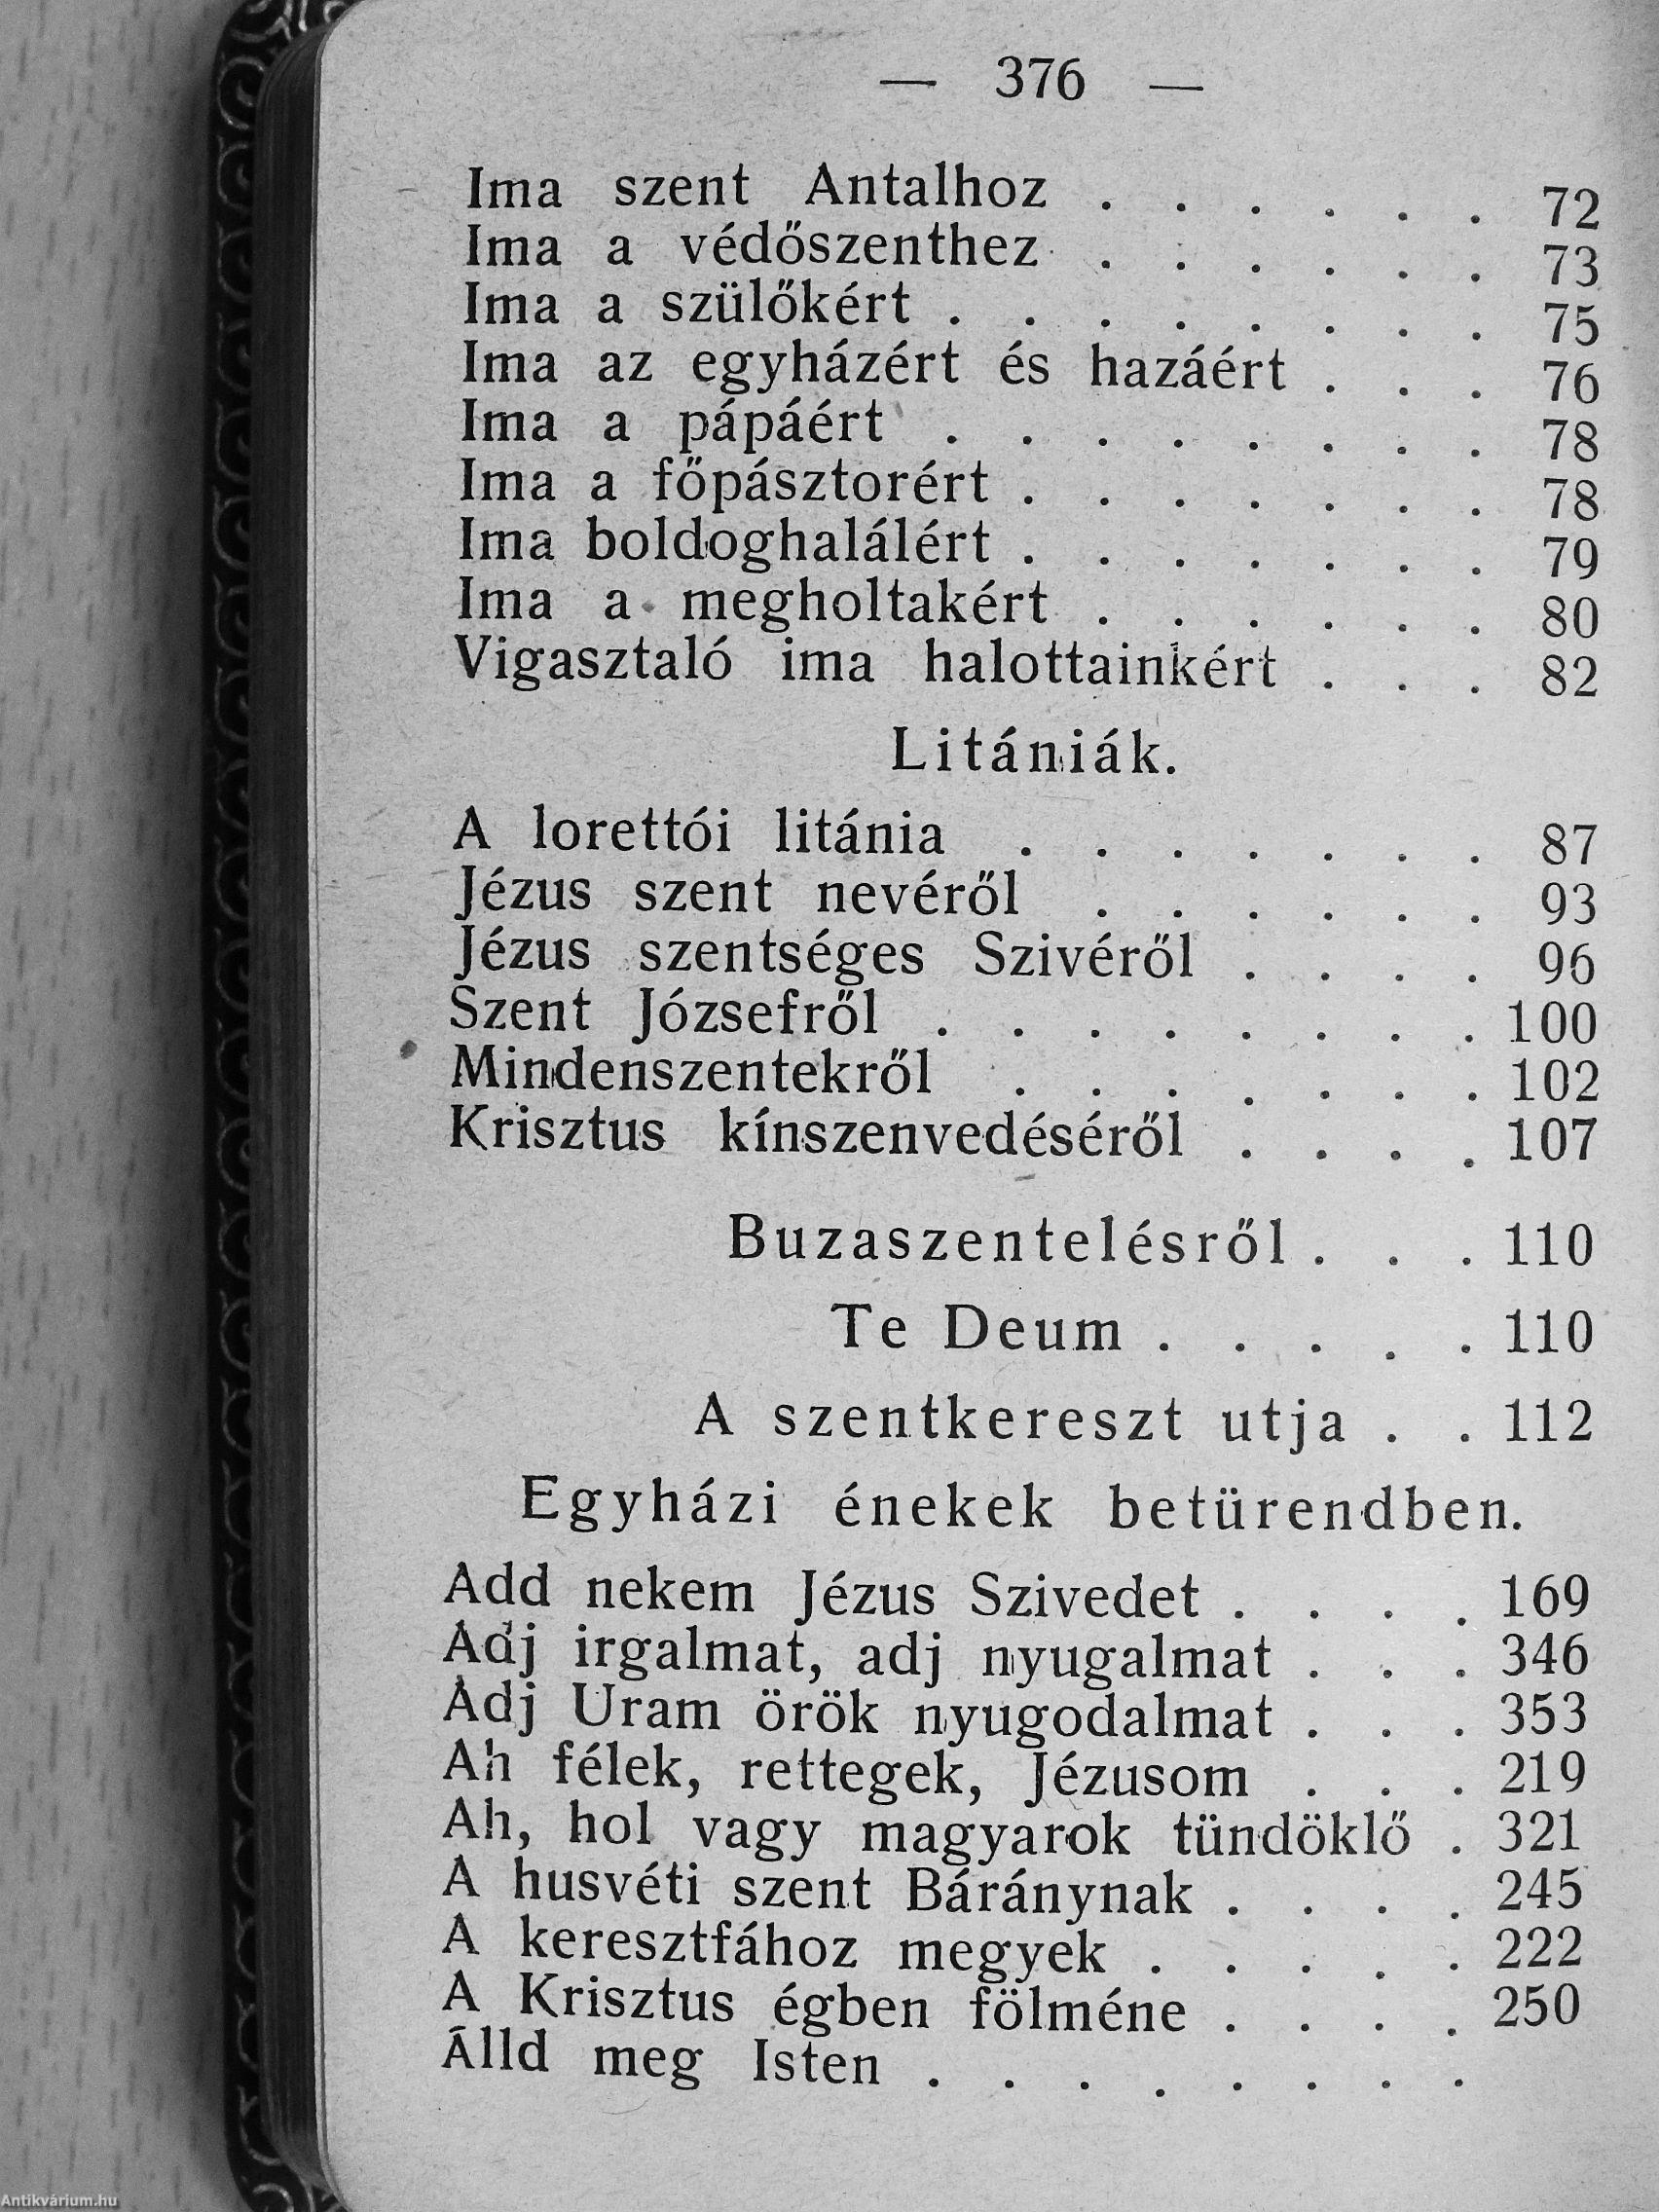 — 376 —
Ima szent Antalhoz . . . . . . 72
Ima a védőszenthez . . . . . . 73
Ima a szülőkért . . . . . . . . 75
Ima az egyházért és hazáért . . . 76
Ima a pápáért . . . . . . . . 78
Ima a főpásztorért . . . . . . . 78
Ima boldoghalálért . . . . . . . 79
Ima a megholtakért . . . . . . 80
Vigasztaló ima halottainkért . . . 82
Litániák.
A lorettói litánia . . . . . . . 87
Jézus szent nevéről . . . . . . 93
Jézus szentséges Szivéről . . . . 96
Szent Józsefről . . . . . . . . 100
Mindenszentekről . . . . . . . 102
Krisztus kínszenvedéséről . . . . 107
Buzaszentelésről . . . 110
Te Deum . . . . . 110
A szentkereszt utja . . 112
Egyházi énekek betürendben.
Add nekem Jézus Szivedet . . . . 169
Adj irgalmat, adj nyugalmat . . . 346
Adj Uram örök nyugodalmat . . . 353
Ah félek, rettegek, Jézusom . . . 219
Ah, hol vagy magyarok tündöklő . 321
A husvéti szent Báránynak . . . . 245
A keresztfához megyek . . . . . 222
A Krisztus égben fölméne . . . . 250
Álld meg Isten . . . . . . . .
Antikvárium.hu